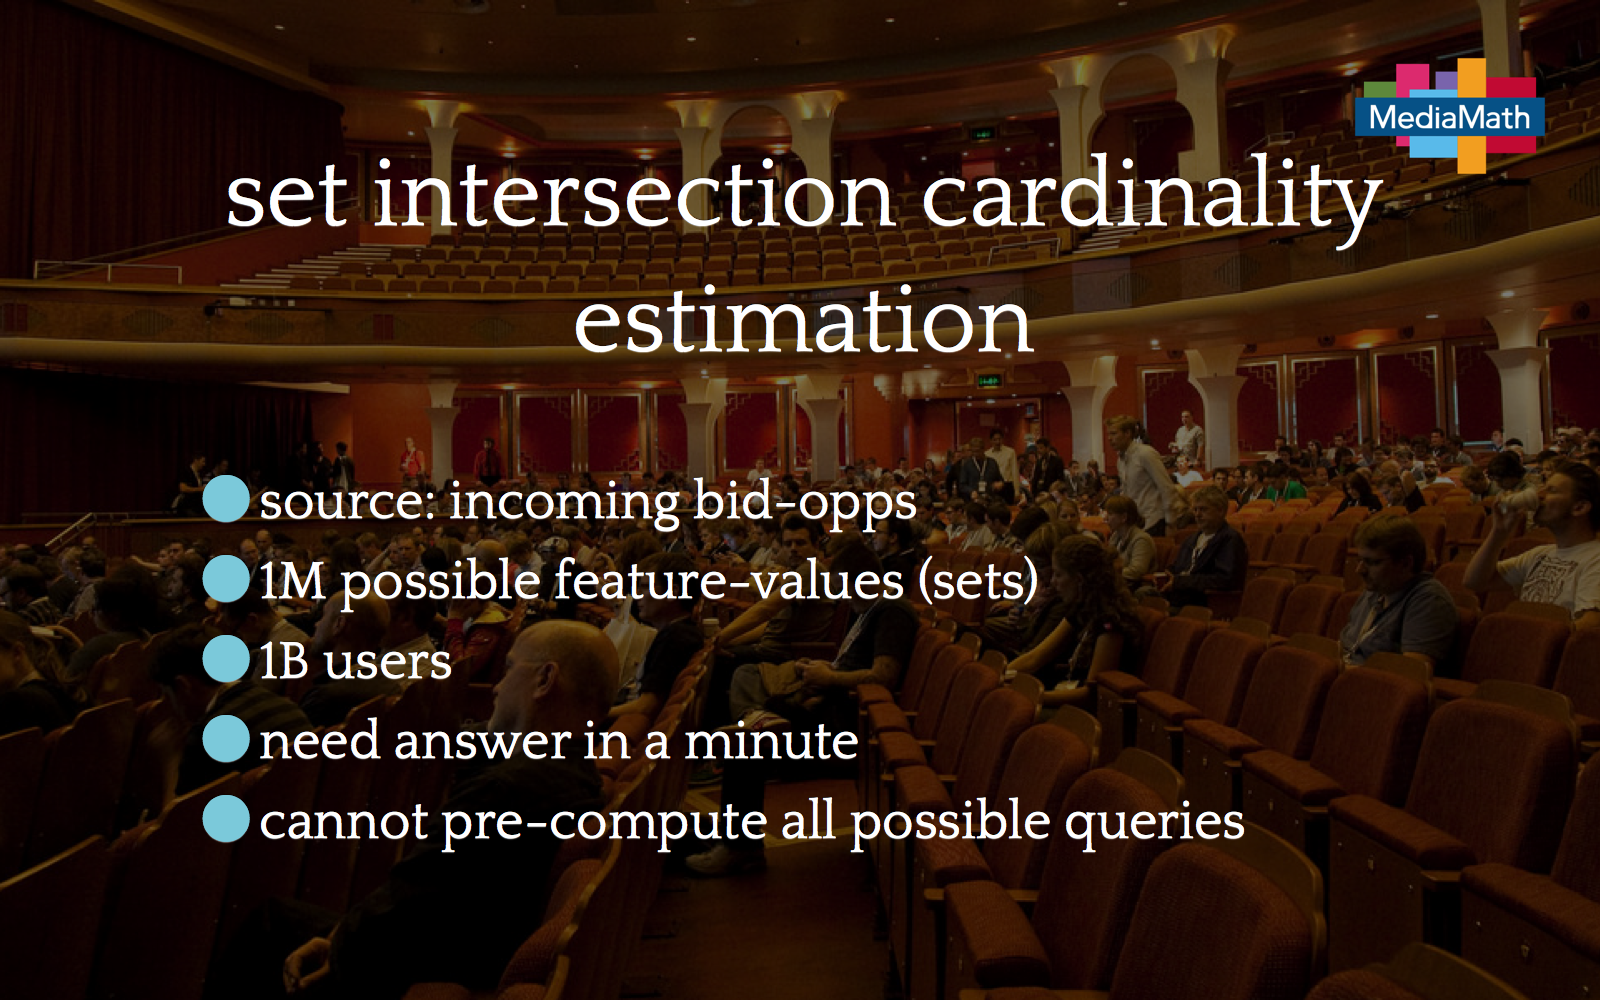 MediaMath
set intersection cardinality
estimation
source: incoming bid-opps
1M possible feature-values (sets)
1B users
need answer in a minute
cannot pre-compute all possible queries